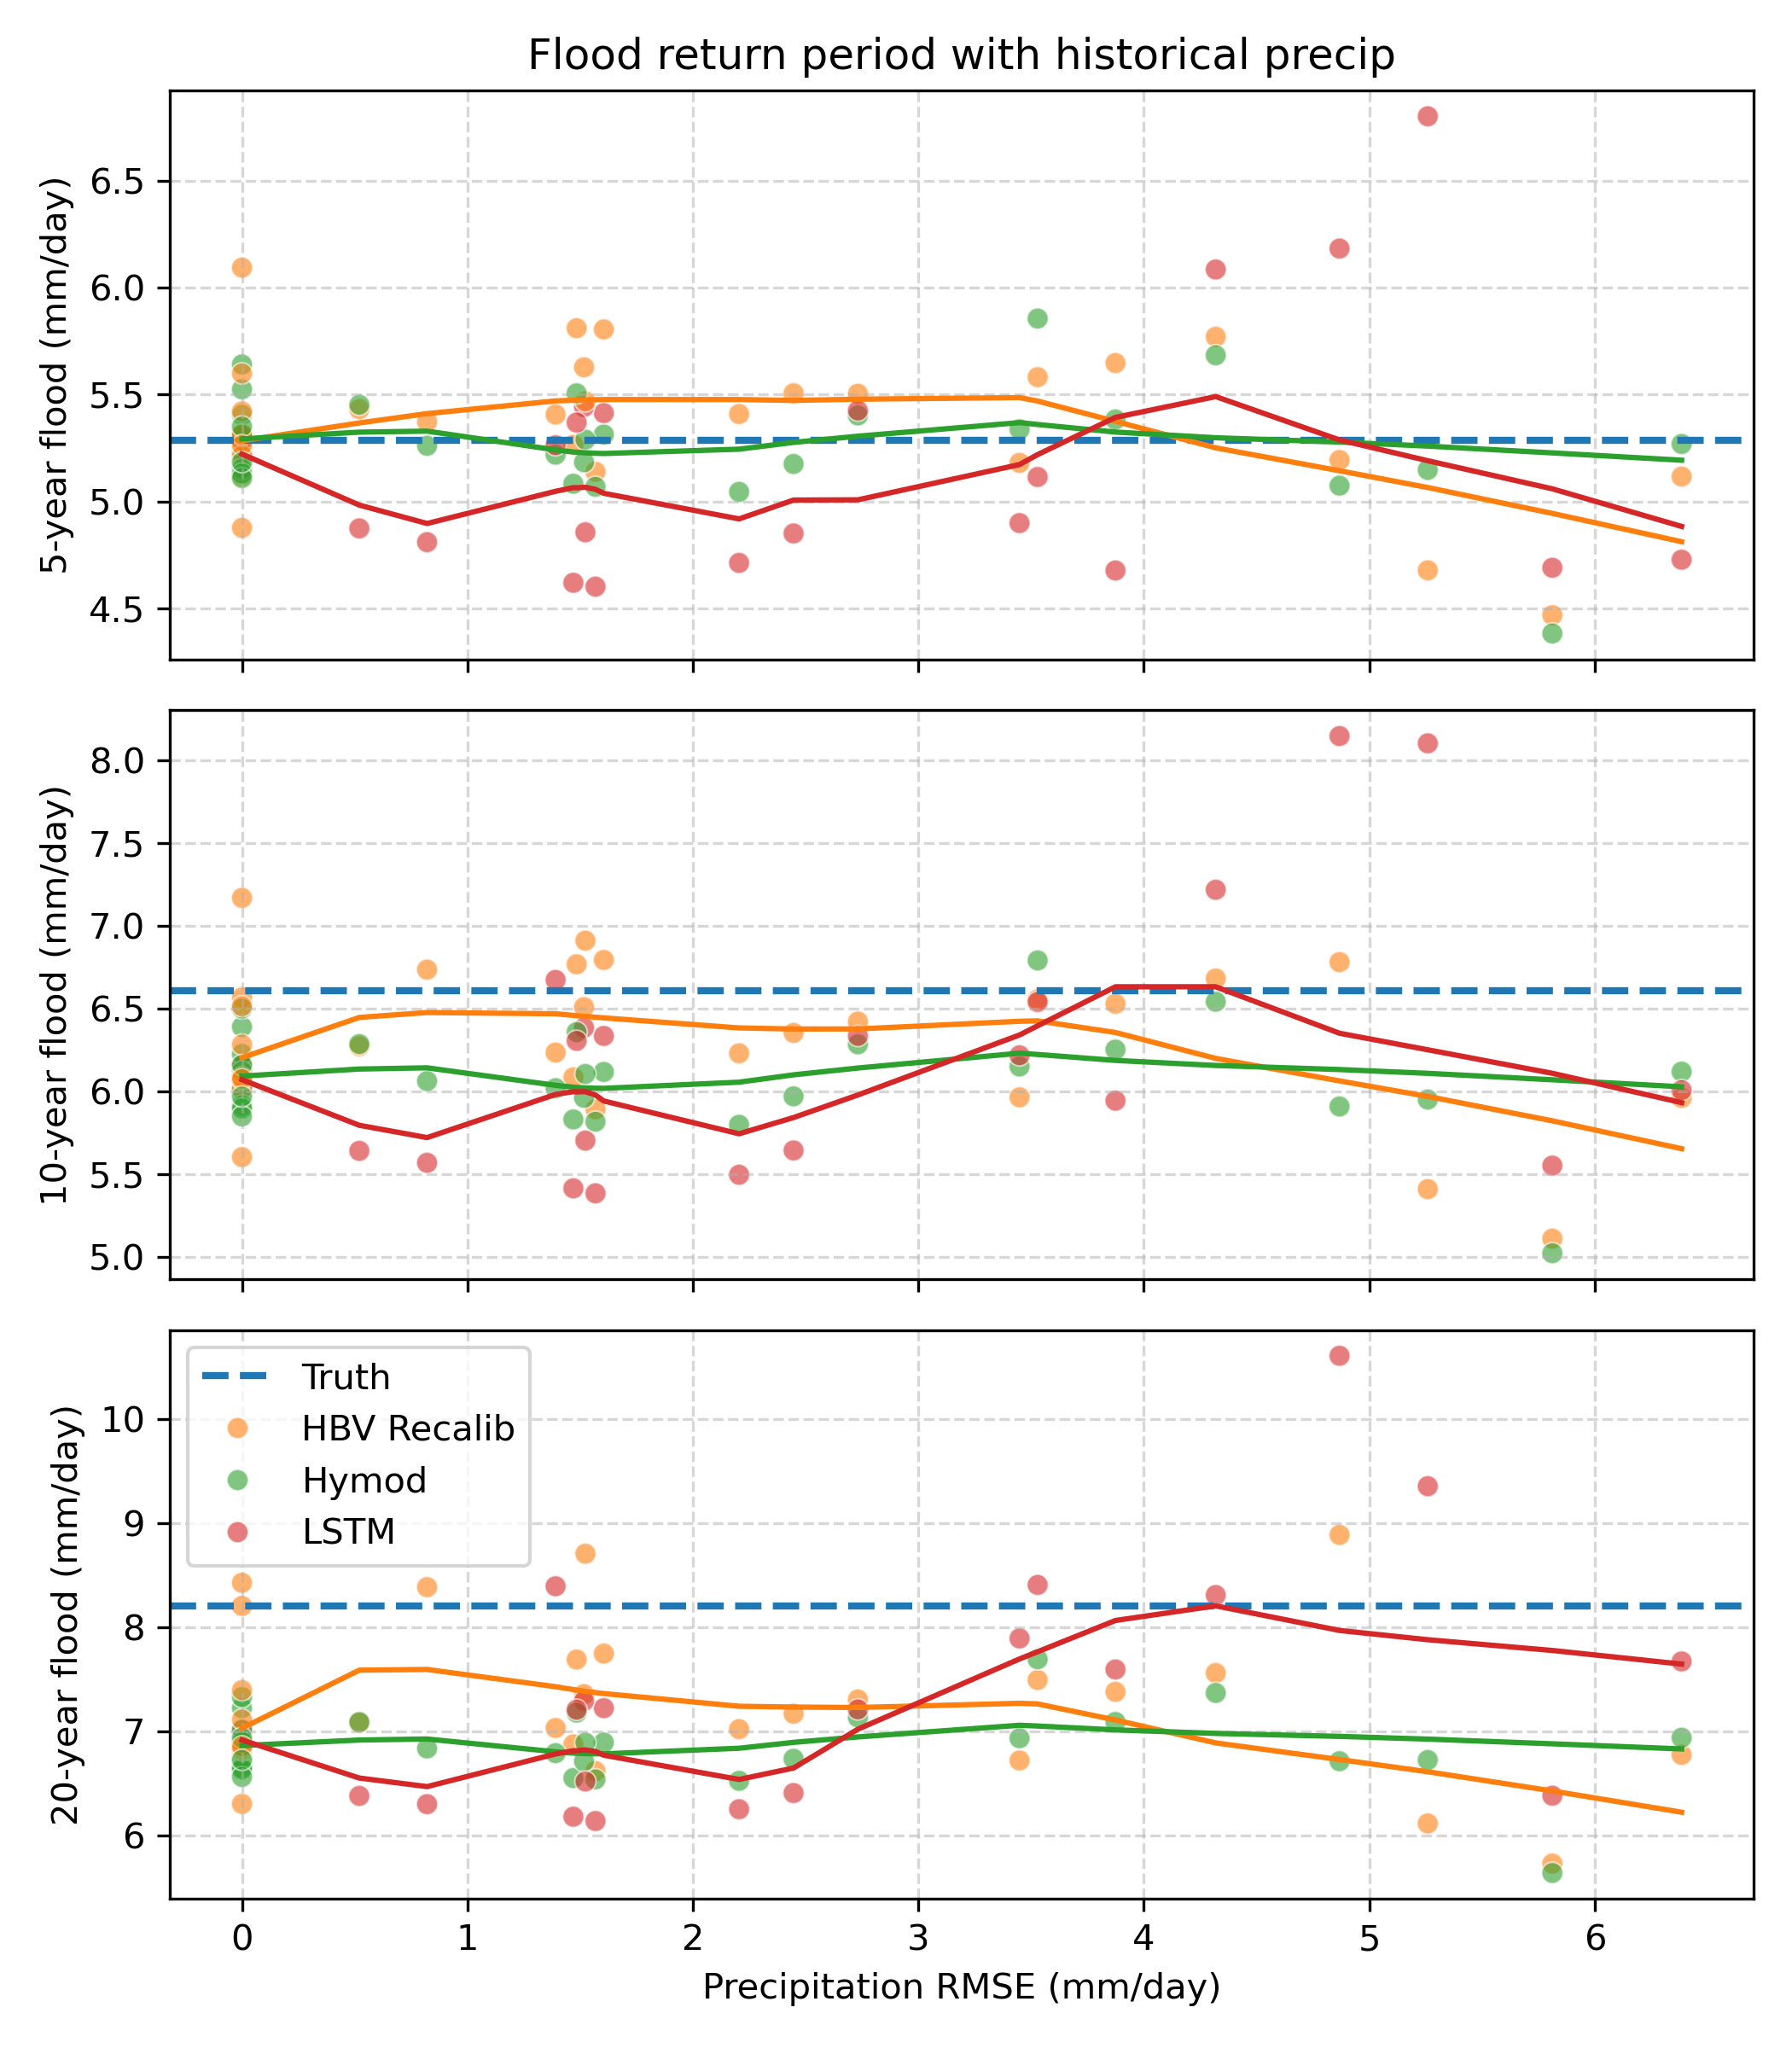 Flood return period with historical precip
5-year flood (mm/day)
6.5
6.0
5.5
5.0
4.5
10-year flood (mm/day)
8.0
7.5
7.0
6.5
6.0
5.5
5.0
20-year flood (mm/day)
10
9
8
7
6
Truth
HBV Recalib
Hymod
LSTM
0 1 2 3 4 5 6
Precipitation RMSE (mm/day)